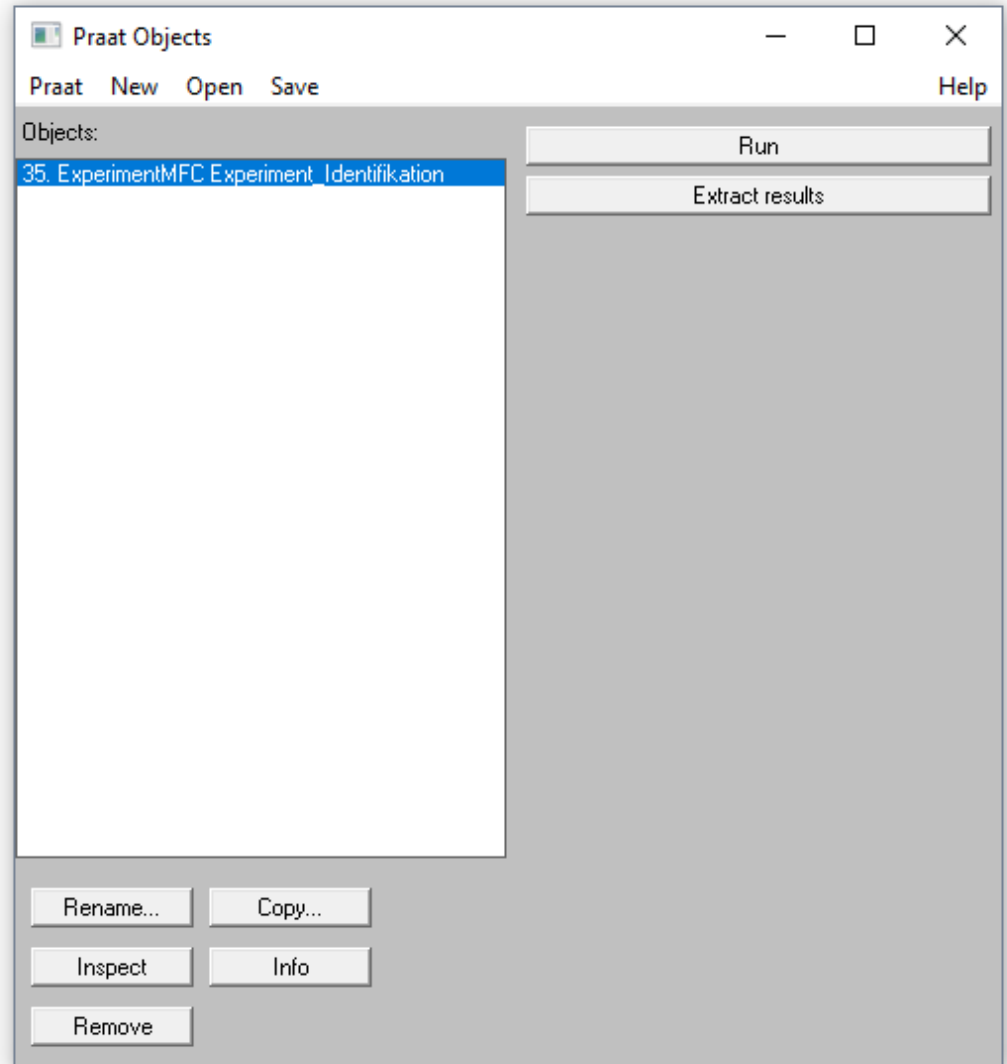 Praat Objects
Praat New Open Save Help
Objects:
Run
35. ExperimentMFC Experiment_Identifikation
Extract results
Rename... Copy...
Inspect Info
Remove